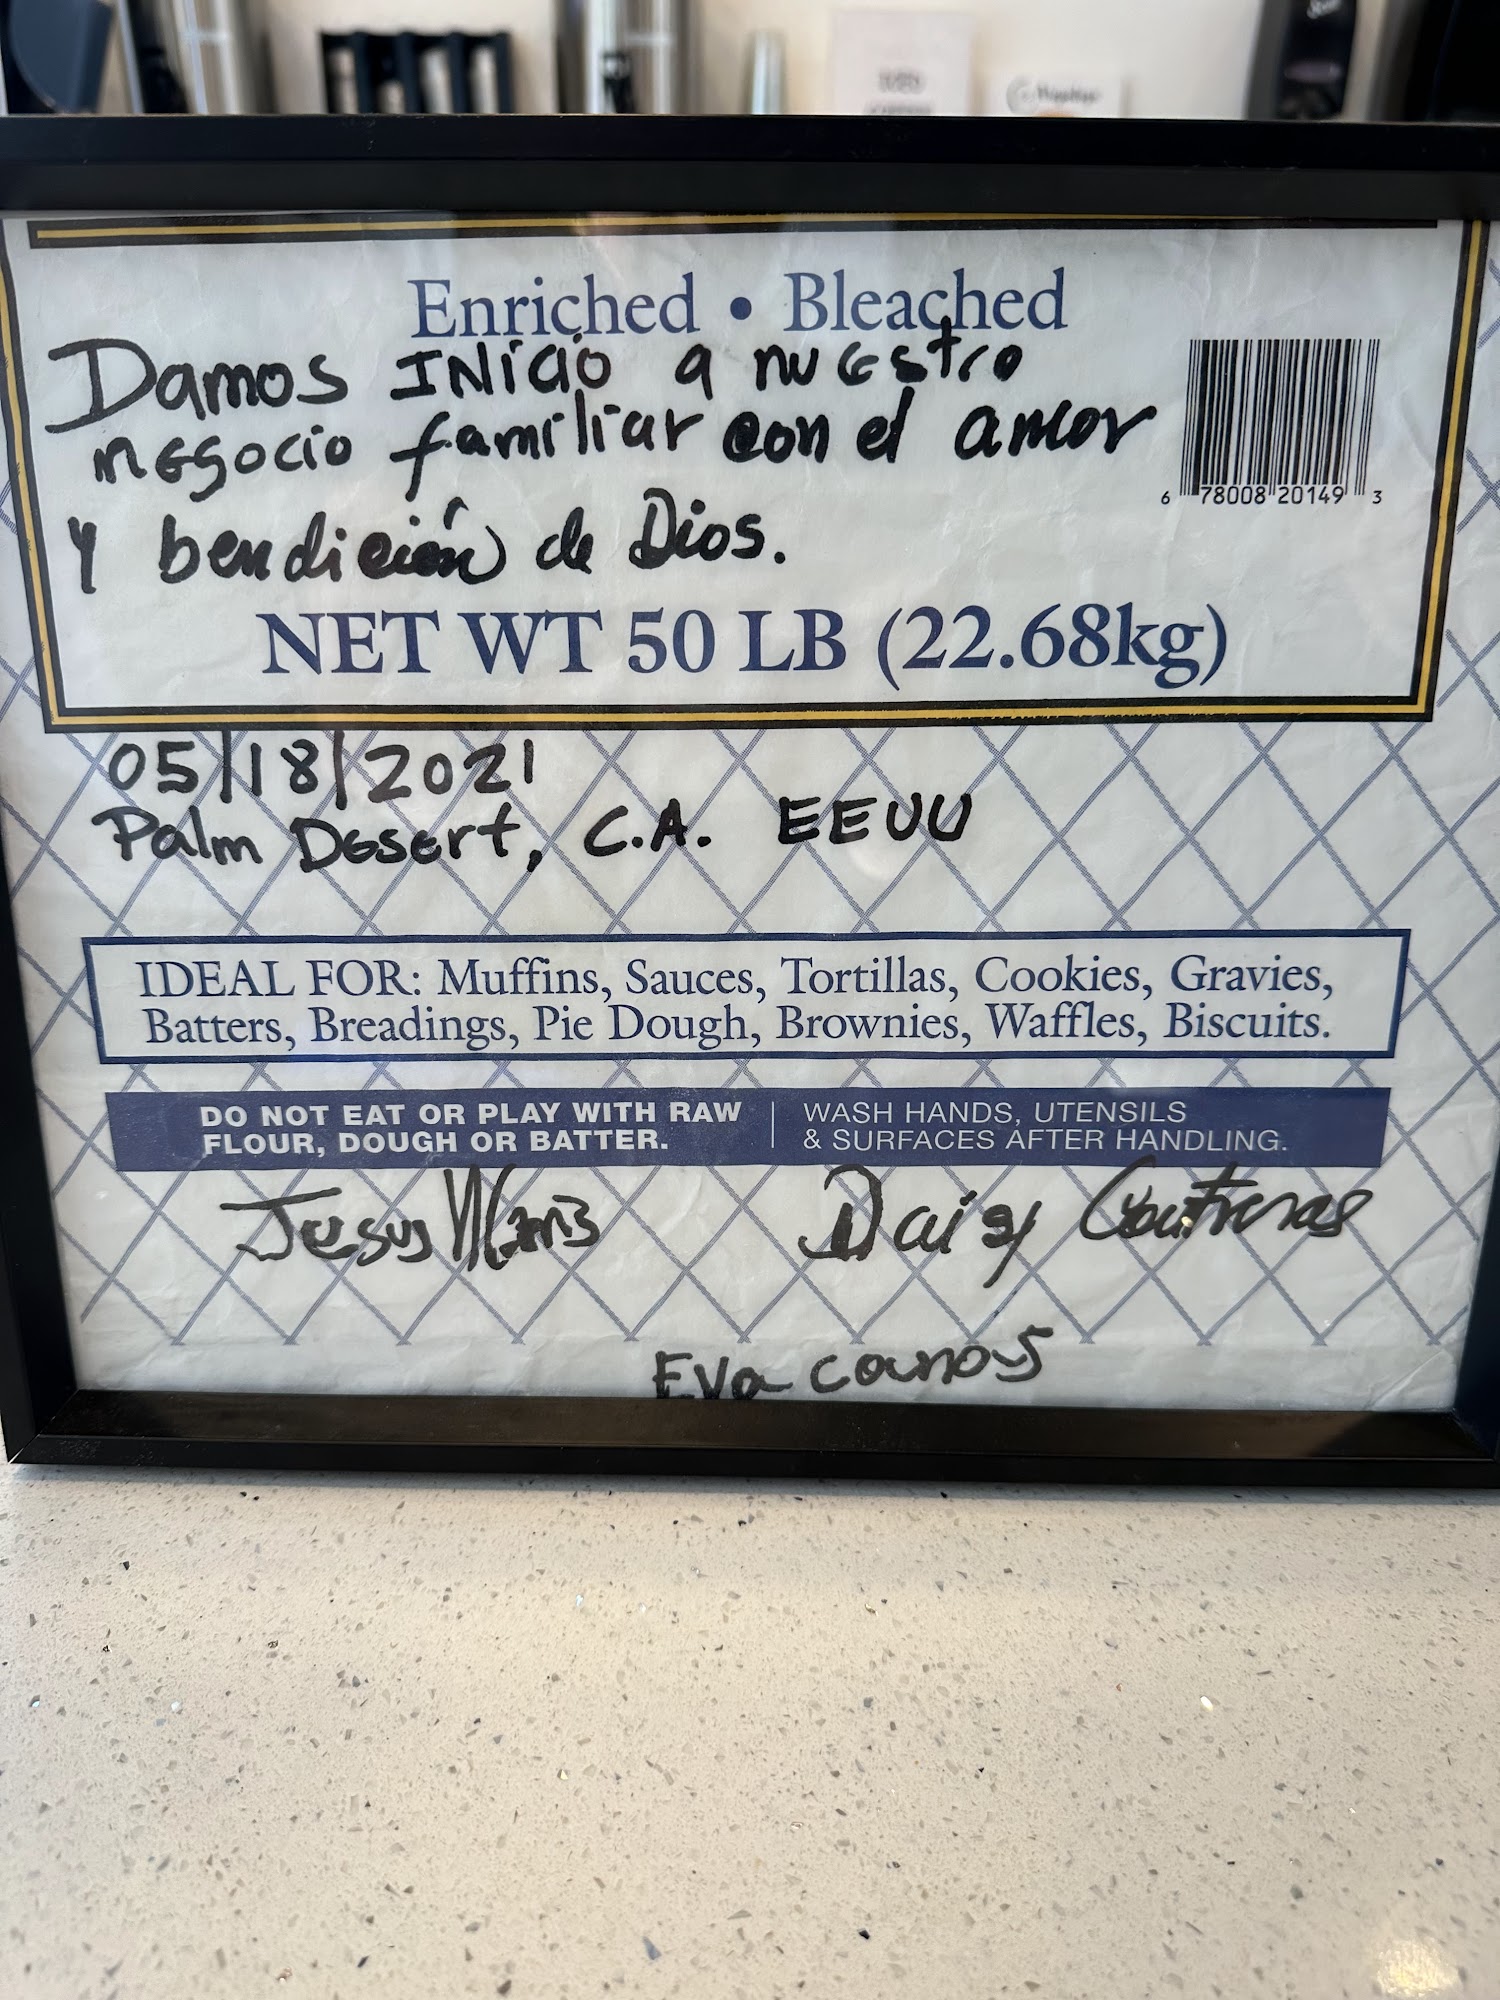 Enriched • Bleached
Damos INicio a nuestro
negocio familiar con el amor
y bendición de Dios.
6 78008 20149 3
NET WT 50 LB (22.68kg)
05/18/2021
Palm Desert, C.A. EEUU
IDEAL FOR: Muffins, Sauces, Tortillas, Cookies, Gravies,
Batters, Breadings, Pie Dough, Brownies, Waffles, Biscuits.
DO NOT EAT OR PLAY WITH RAW
FLOUR, DOUGH OR BATTER.
WASH HANDS, UTENSILS
& SURFACES AFTER HANDLING.
Jesus
Daisy Contreras
Eva